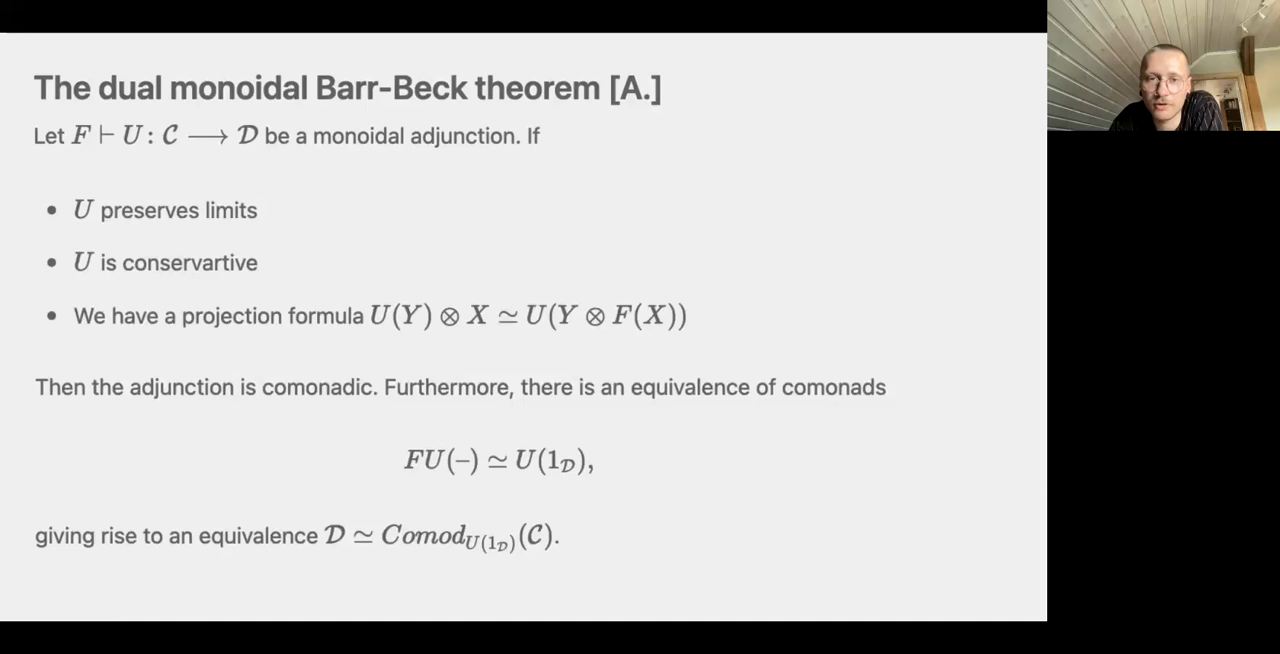 The dual monoidal Barr-Beck theorem [A.]
Let F ⊢ U : 𝒞 ⟶ 𝒟 be a monoidal adjunction. If
• U preserves limits
• U is conservartive
• We have a projection formula U(Y) ⊗ X ≃ U(Y ⊗ F(X))
Then the adjunction is comonadic. Furthermore, there is an equivalence of comonads
FU(−) ≃ U(1_𝒟),
giving rise to an equivalence 𝒟 ≃ Comod_{U(1_𝒟)}(𝒞).